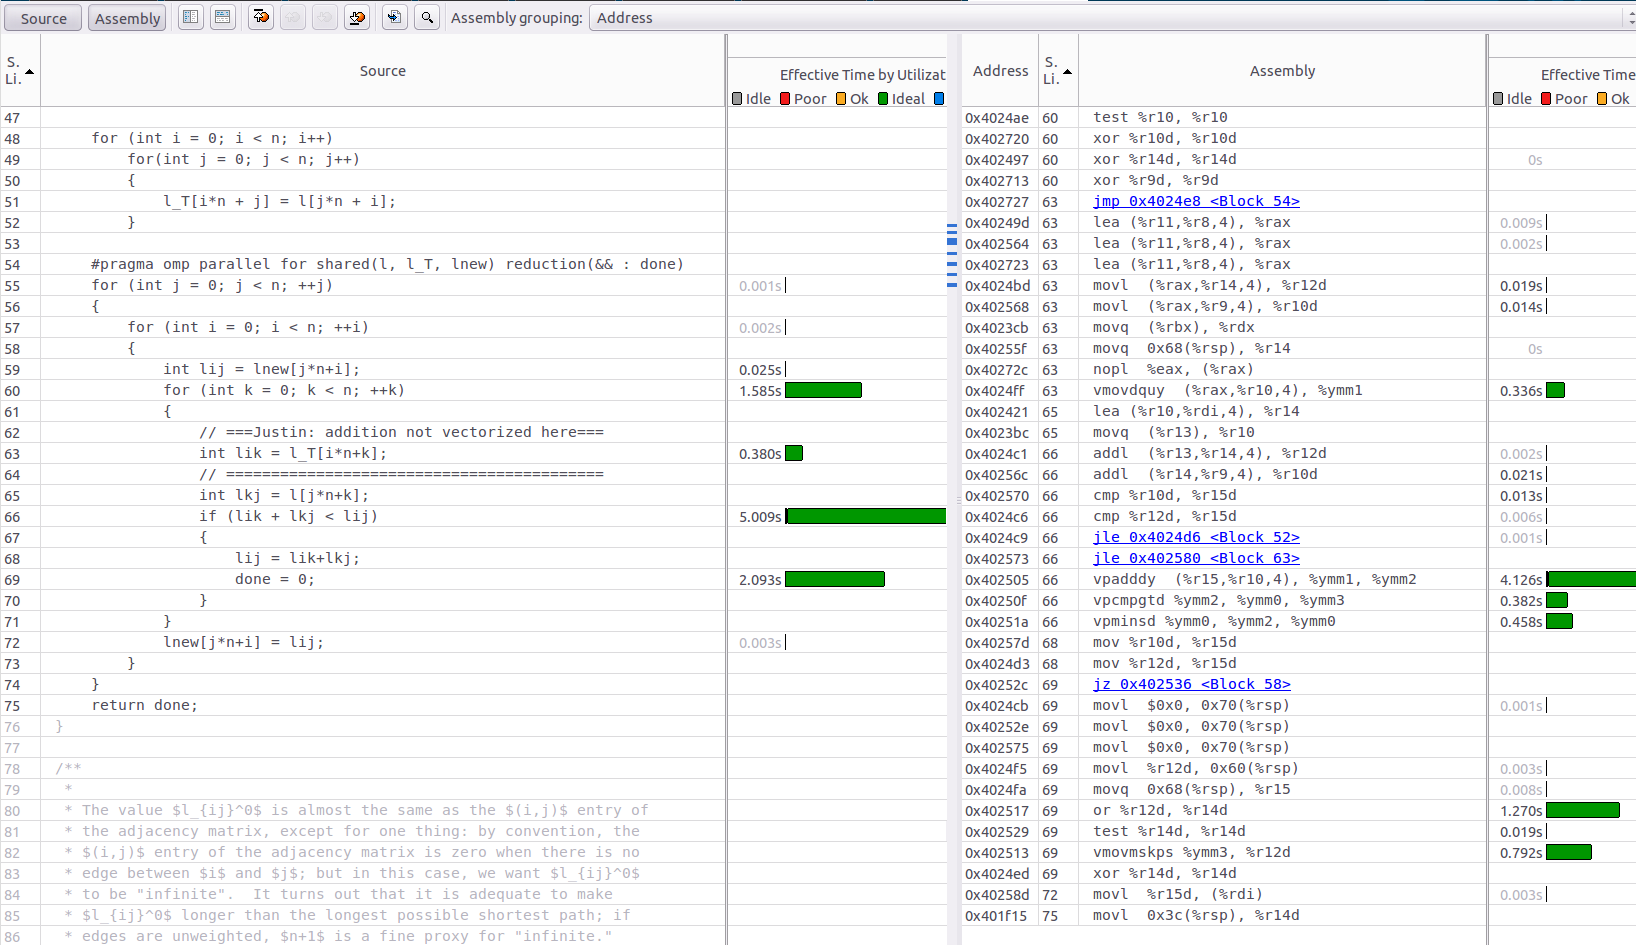 Source Assembly Assembly grouping: Address
S. Li. Source Effective Time by Utilizat
Idle Poor Ok Ideal
47
48 for (int i = 0; i < n; i++)
49 for(int j = 0; j < n; j++)
50 {
51 l_T[i*n + j] = l[j*n + i];
52 }
53
54 #pragma omp parallel for shared(l, l_T, lnew) reduction(&& : done)
55 for (int j = 0; j < n; ++j) 0.001s
56 {
57 for (int i = 0; i < n; ++i) 0.002s
58 {
59 int lij = lnew[j*n+i]; 0.025s
60 for (int k = 0; k < n; ++k) 1.585s
61 {
62 // ===Justin: addition not vectorized here===
63 int lik = l_T[i*n+k]; 0.380s
64 // ==========================================
65 int lkj = l[j*n+k];
66 if (lik + lkj < lij) 5.009s
67 {
68 lij = lik+lkj;
69 done = 0; 2.093s
70 }
71 }
72 lnew[j*n+i] = lij; 0.003s
73 }
74 }
75 return done;
76 }
77
78 /**
79 *
80 * The value $l_{ij}^0$ is almost the same as the $(i,j)$ entry of
81 * the adjacency matrix, except for one thing: by convention, the
82 * $(i,j)$ entry of the adjacency matrix is zero when there is no
83 * edge between $i$ and $j$; but in this case, we want $l_{ij}^0$
84 * to be "infinite".  It turns out that it is adequate to make
85 * $l_{ij}^0$ longer than the longest possible shortest path; if
86 * edges are unweighted, $n+1$ is a fine proxy for "infinite."
Address S. Li. Assembly Effective Time
Idle Poor Ok
0x4024ae 60 test %r10, %r10
0x402720 60 xor %r10d, %r10d
0x402497 60 xor %r14d, %r14d 0s
0x402713 60 xor %r9d, %r9d
0x402727 63 jmp 0x4024e8 <Block 54>
0x40249d 63 lea (%r11,%r8,4), %rax 0.009s
0x402564 63 lea (%r11,%r8,4), %rax 0.002s
0x402723 63 lea (%r11,%r8,4), %rax
0x4024bd 63 movl (%rax,%r14,4), %r12d 0.019s
0x402568 63 movl (%rax,%r9,4), %r10d 0.014s
0x4023cb 63 movq (%rbx), %rdx
0x40255f 63 movq 0x68(%rsp), %r14 0s
0x40272c 63 nopl %eax, (%rax)
0x4024ff 63 vmovdquy (%rax,%r10,4), %ymm1 0.336s
0x402421 65 lea (%r10,%rdi,4), %r14
0x4023bc 65 movq (%r13), %r10
0x4024c1 66 addl (%r13,%r14,4), %r12d 0.002s
0x40256c 66 addl (%r14,%r9,4), %r10d 0.021s
0x402570 66 cmp %r10d, %r15d 0.013s
0x4024c6 66 cmp %r12d, %r15d 0.006s
0x4024c9 66 jle 0x4024d6 <Block 52> 0.001s
0x402573 66 jle 0x402580 <Block 63>
0x402505 66 vpadddy (%r15,%r10,4), %ymm1, %ymm2 4.126s
0x40250f 66 vpcmpgtd %ymm2, %ymm0, %ymm3 0.382s
0x40251a 66 vpminsd %ymm0, %ymm2, %ymm0 0.458s
0x40257d 68 mov %r10d, %r15d
0x4024d3 68 mov %r12d, %r15d
0x40252c 69 jz 0x402536 <Block 58>
0x4024cb 69 movl $0x0, 0x70(%rsp) 0.001s
0x40252e 69 movl $0x0, 0x70(%rsp)
0x402575 69 movl $0x0, 0x70(%rsp)
0x4024f5 69 movl %r12d, 0x60(%rsp) 0.003s
0x4024fa 69 movq 0x68(%rsp), %r15 0.008s
0x402517 69 or %r12d, %r14d 1.270s
0x402529 69 test %r14d, %r14d 0.019s
0x402513 69 vmovmskps %ymm3, %r12d 0.792s
0x4024ed 69 xor %r14d, %r14d
0x40258d 72 movl %r15d, (%rdi) 0.003s
0x401f15 75 movl 0x3c(%rsp), %r14d